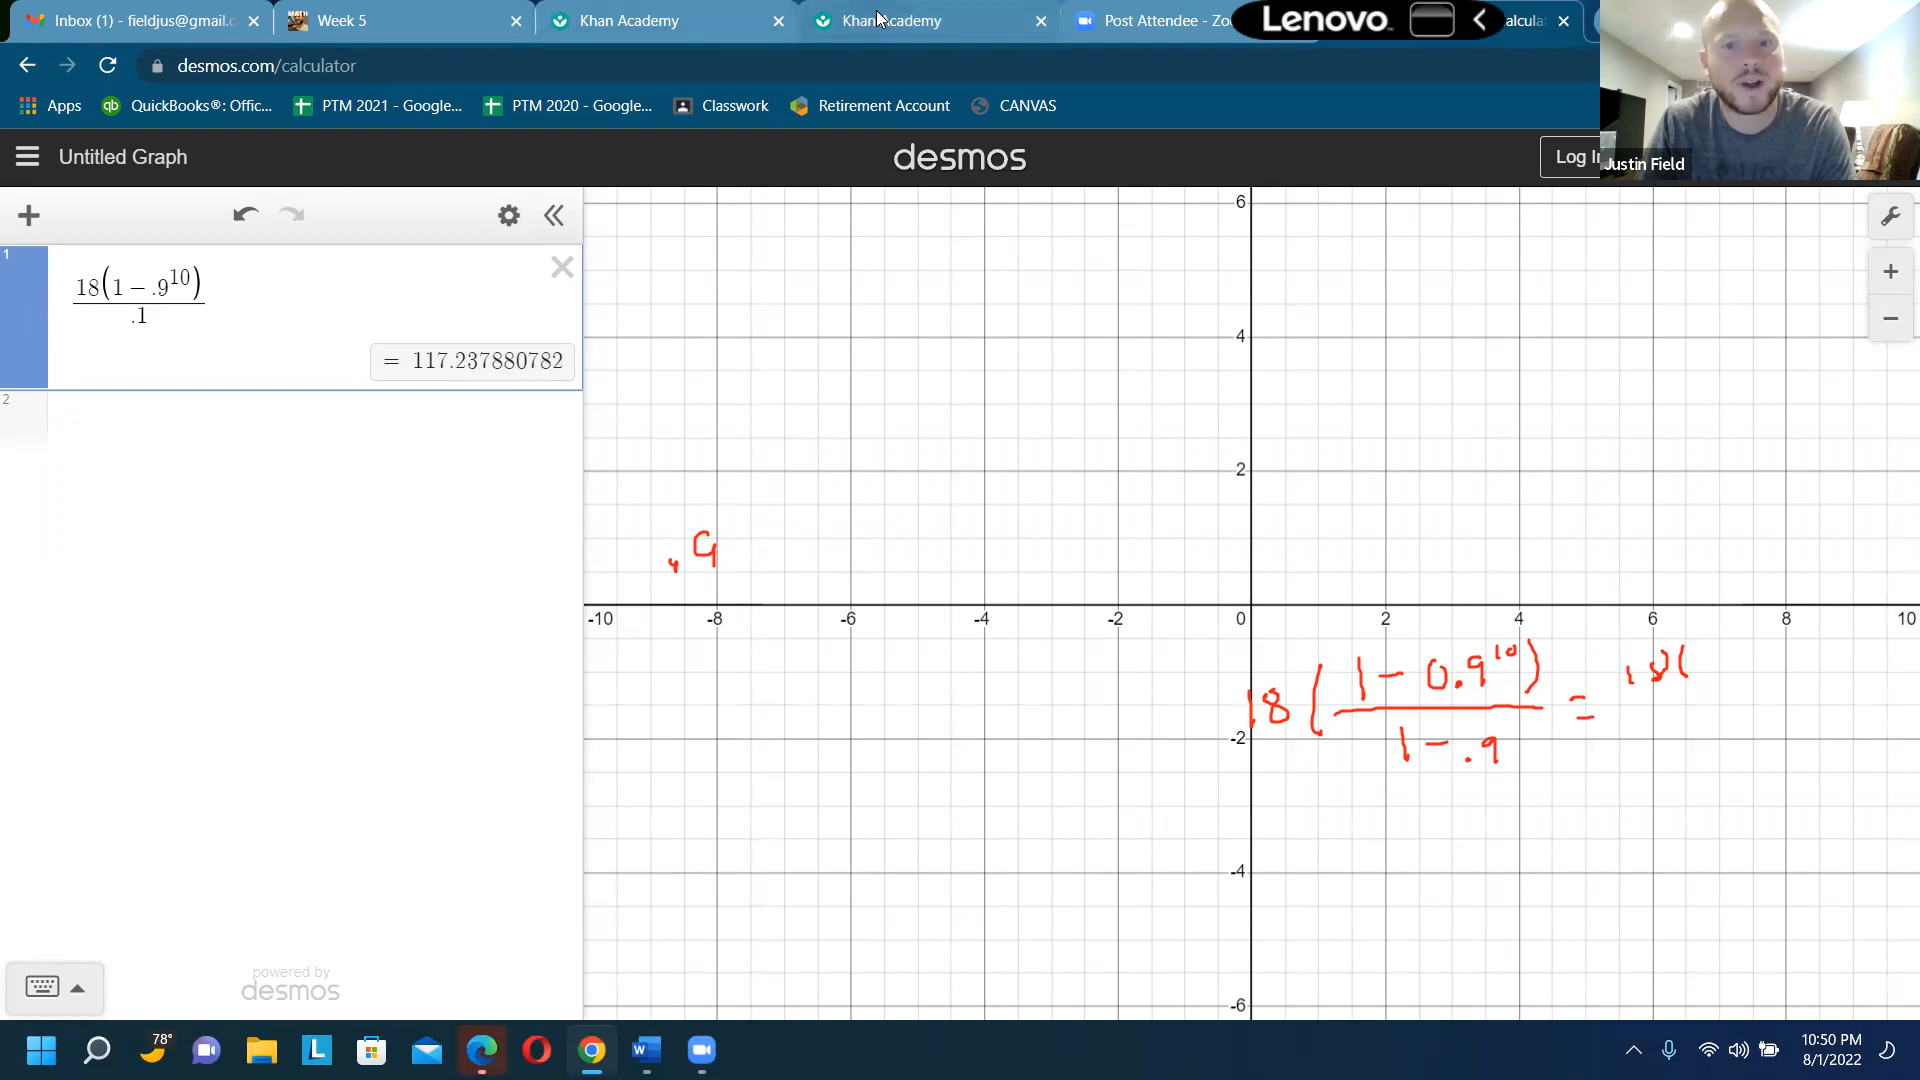 Inbox (1) - fieldjus@gmail.c
Week 5
Khan Academy
Khan Academy
Post Attendee - Zoo
Lenovo
alculat
desmos.com/calculator
Apps
QuickBooks®: Offic...
PTM 2021 - Google...
PTM 2020 - Google...
Classwork
Retirement Account
CANVAS
Untitled Graph
desmos
Log I
Justin Field
1
18(1 − .9^10)
.1
= 117.237880782
2
powered by
desmos
6
4
2
.9
-10 -8 -6 -4 -2 0 2 4 6 8 10
18 ( 1 − 0.9^10 ) =
1 − .9
-2
-4
-6
78°
10:50 PM
8/1/2022